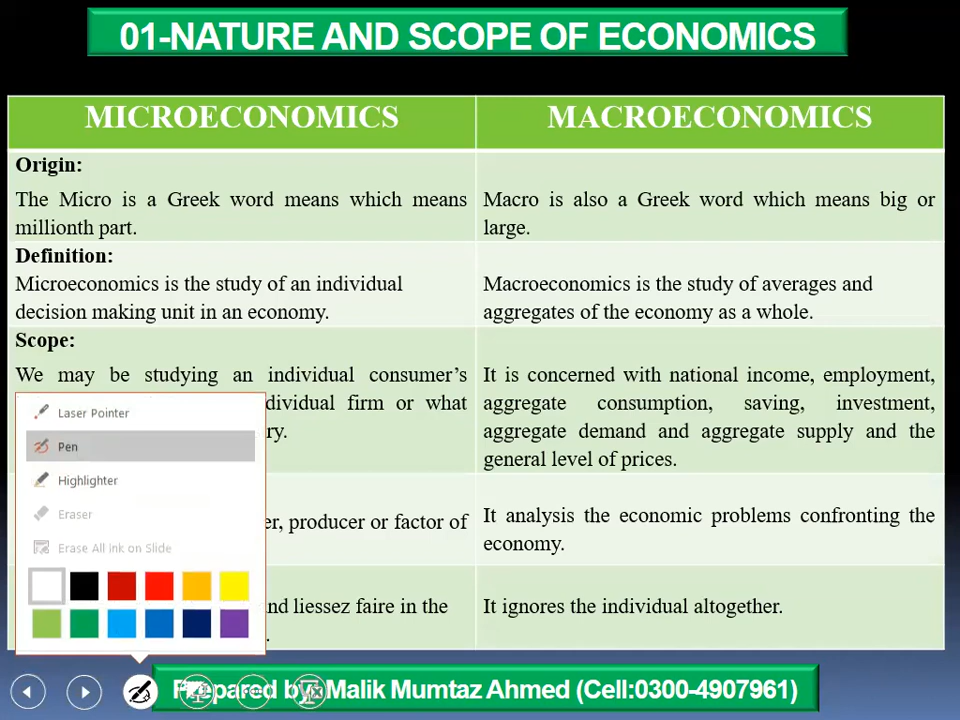 01-NATURE AND SCOPE OF ECONOMICS
MICROECONOMICS
MACROECONOMICS
Origin:
The Micro is a Greek word means which means
millionth part.
Macro is also a Greek word which means big or
large.
Definition:
Microeconomics is the study of an individual
decision making unit in an economy.
Macroeconomics is the study of averages and
aggregates of the economy as a whole.
Scope:
We may be studying an individual consumer's
dividual firm or what
ry.
It is concerned with national income, employment,
aggregate consumption, saving, investment,
aggregate demand and aggregate supply and the
general level of prices.
er, producer or factor of
It analysis the economic problems confronting the
economy.
nd liessez faire in the
.
It ignores the individual altogether.
Laser Pointer
Pen
Highlighter
Eraser
Erase All Ink on Slide
Prepared by: Malik Mumtaz Ahmed (Cell:0300-4907961)